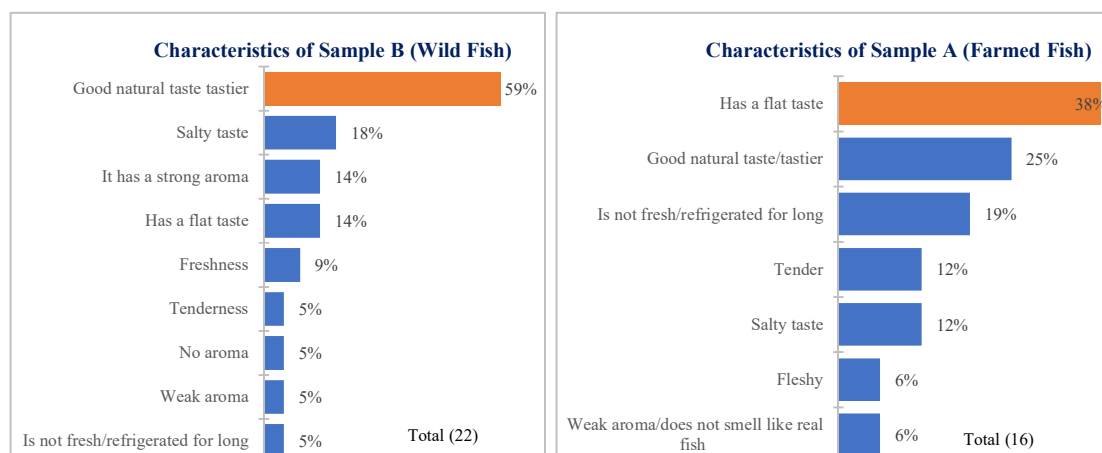 Characteristics of Sample B (Wild Fish)
Good natural taste tastier
59%
Salty taste
18%
It has a strong aroma
14%
Has a flat taste
14%
Freshness
9%
Tenderness
5%
No aroma
5%
Weak aroma
5%
Is not fresh/refrigerated for long
5%
Total (22)
Characteristics of Sample A (Farmed Fish)
Has a flat taste
38%
Good natural taste/tastier
25%
Is not fresh/refrigerated for long
19%
Tender
12%
Salty taste
12%
Fleshy
6%
Weak aroma/does not smell like real
fish
6%
Total (16)